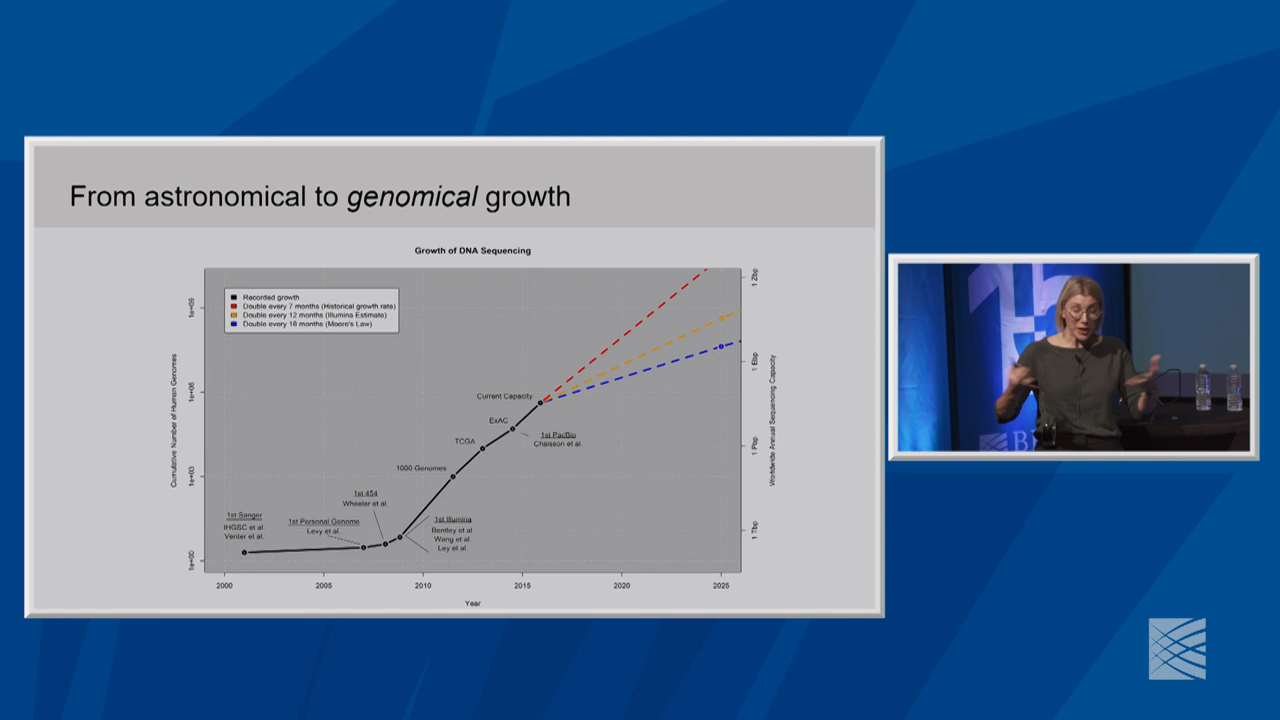 From astronomical to genomical growth
Growth of DNA Sequencing
Recorded growth
Double every 7 months (Historical growth rate)
Double every 12 months (Illumina Estimate)
Double every 18 months (Moore's Law)
Cumulative Number of Human Genomes
1e+09
1e+06
1e+03
1e+00
1st Sanger
IHGSC et al.
Venter et al.
1st Personal Genome
Levy et al.
1st 454
Wheeler et al.
1st Illumina
Bentley et al.
Wang et al.
Ley et al.
1000 Genomes
TCGA
ExAC
1st PacBio
Chaisson et al.
Current Capacity
1 Zbp
1 Ebp
1 Pbp
1 Tbp
Worldwide Annual Sequencing Capacity
2000
2005
2010
2015
2020
2025
Year